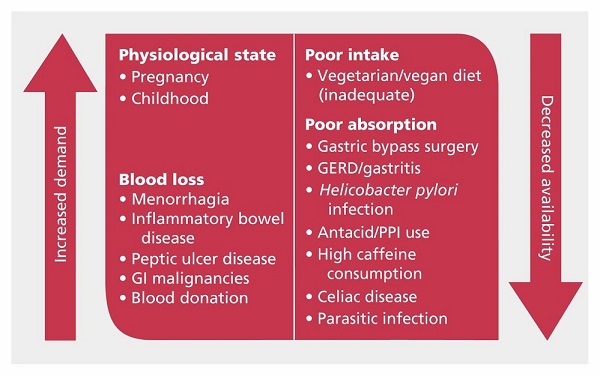 Increased demand
Physiological state
• Pregnancy
• Childhood
Blood loss
• Menorrhagia
• Inflammatory bowel
disease
• Peptic ulcer disease
• GI malignancies
• Blood donation
Poor intake
• Vegetarian/vegan diet
(inadequate)
Poor absorption
• Gastric bypass surgery
• GERD/gastritis
• Helicobacter pylori
infection
• Antacid/PPI use
• High caffeine
consumption
• Celiac disease
• Parasitic infection
Decreased availability